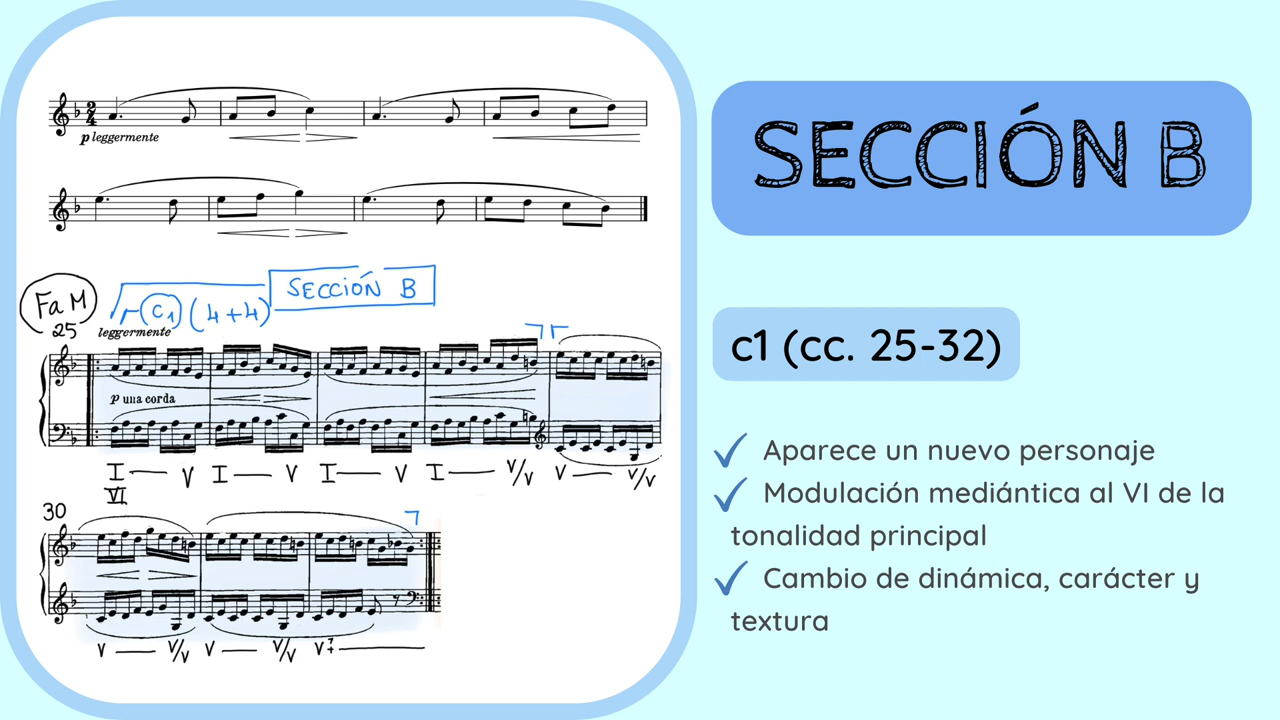 p leggermente
Fa M
c1 (4+4)
SECCIÓN B
25
leggermente
p una corda
I — V I — V I — V I — V/V V — V/V
VI
30
V — V/V V — V/V V7 —
SECCIÓN B
c1 (cc. 25-32)
✓ Aparece un nuevo personaje
✓ Modulación mediántica al VI de la
tonalidad principal
✓ Cambio de dinámica, carácter y
textura